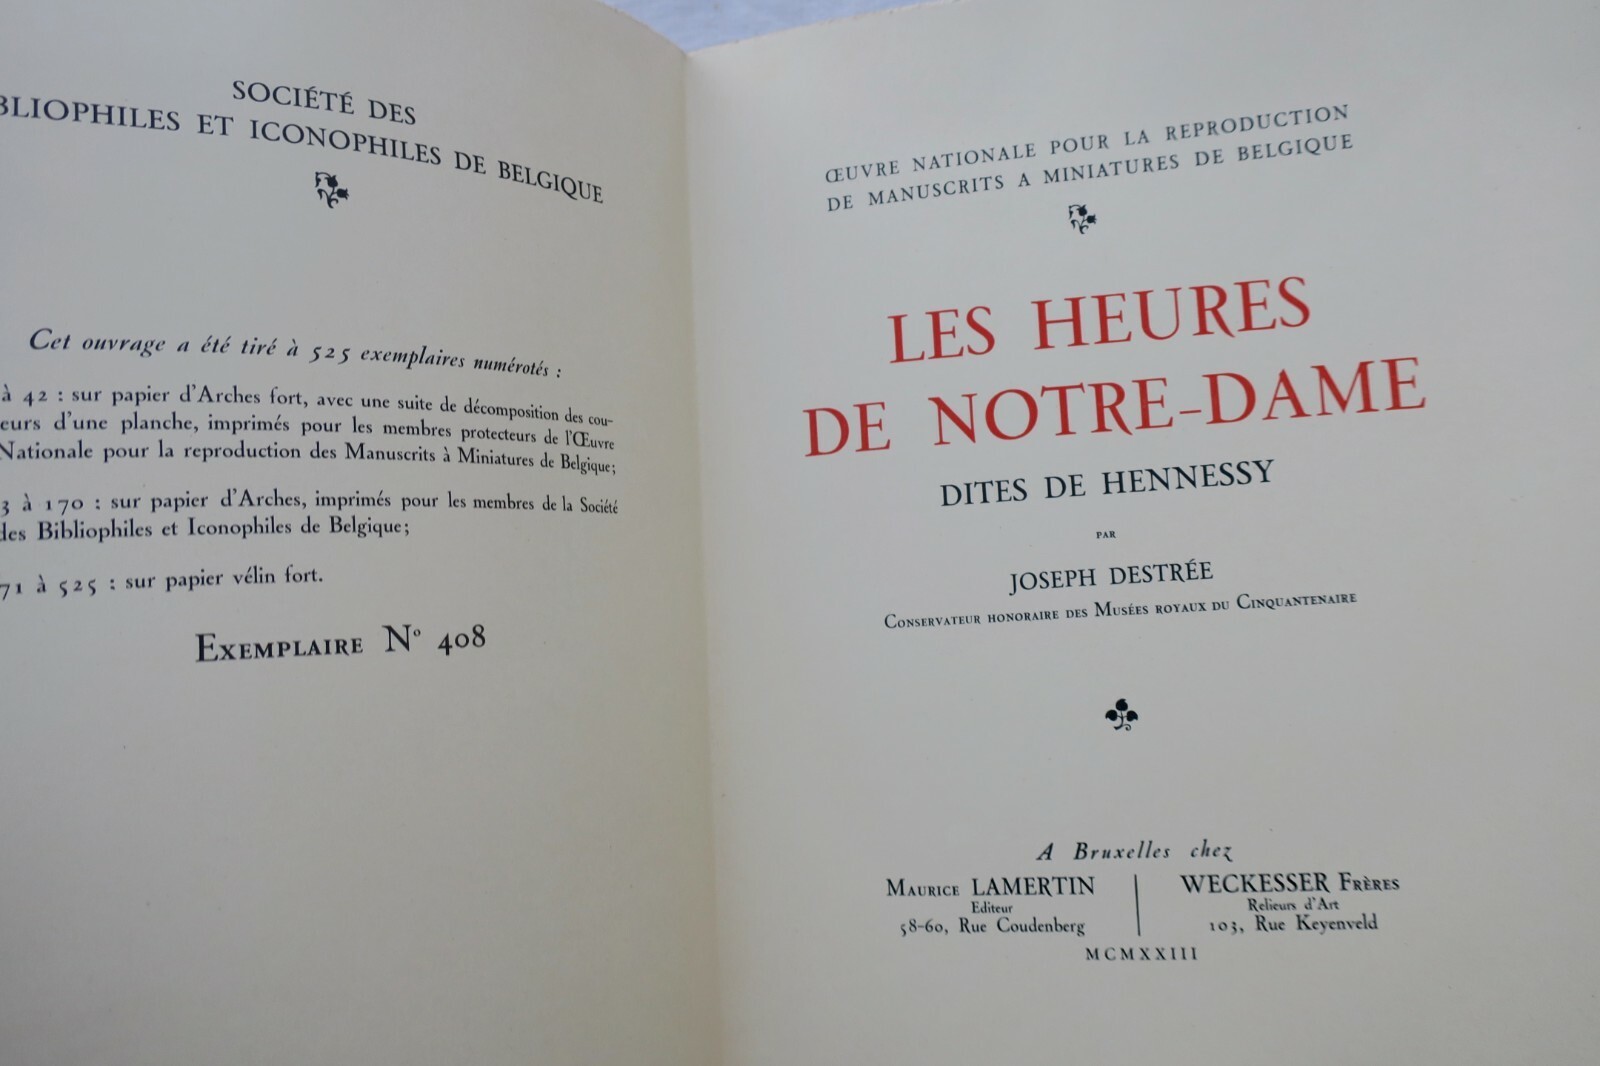 SOCIÉTÉ DES
BLIOPHILES ET ICONOPHILES DE BELGIQUE
Cet ouvrage a été tiré à 525 exemplaires numérotés :
à 42 : sur papier d'Arches fort, avec une suite de décomposition des cou-
eurs d'une planche, imprimés pour les membres protecteurs de l'Œuvre
Nationale pour la reproduction des Manuscrits à Miniatures de Belgique;
3 à 170 : sur papier d'Arches, imprimés pour les membres de la Société
des Bibliophiles et Iconophiles de Belgique;
71 à 525 : sur papier vélin fort.
EXEMPLAIRE N° 408
ŒUVRE NATIONALE POUR LA REPRODUCTION
DE MANUSCRITS A MINIATURES DE BELGIQUE
LES HEURES
DE NOTRE-DAME
DITES DE HENNESSY
PAR
JOSEPH DESTRÉE
CONSERVATEUR HONORAIRE DES MUSÉES ROYAUX DU CINQUANTENAIRE
A Bruxelles chez
MAURICE LAMERTIN
Editeur
58-60, Rue Coudenberg
WECKESSER FRÈRES
Relieurs d'Art
103, Rue Keyenveld
MCMXXIII